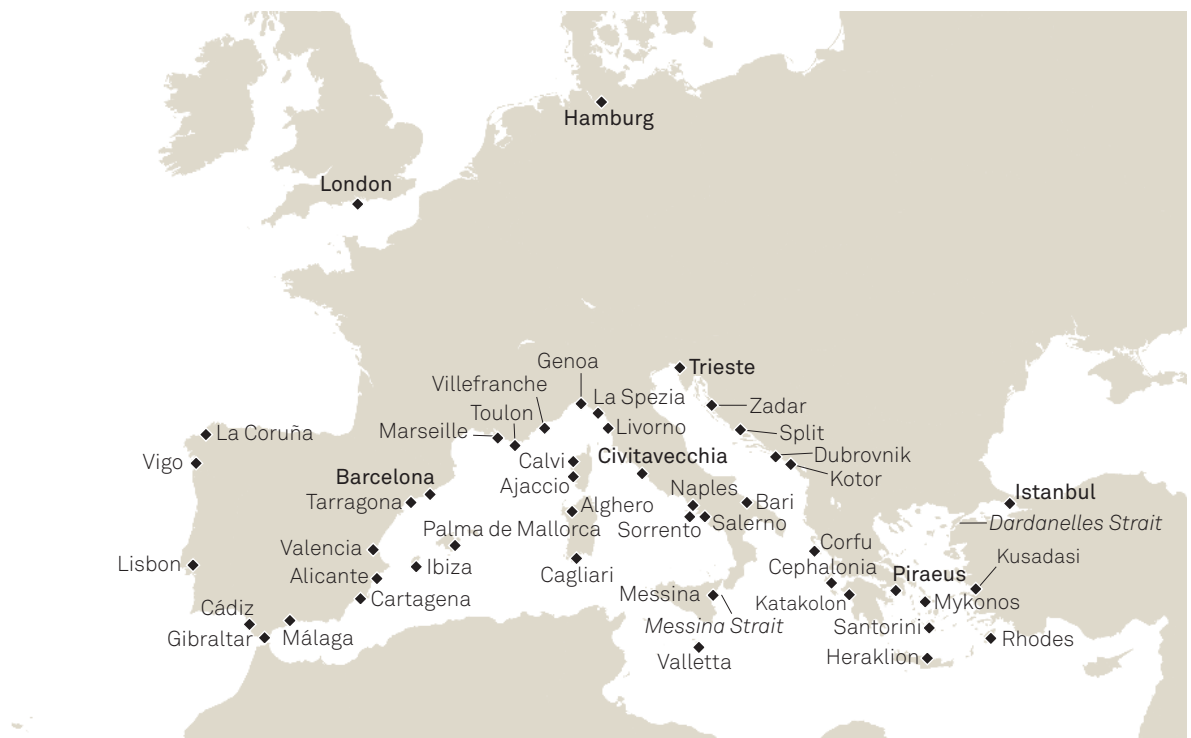 Hamburg
London
Genoa
Trieste
Villefranche
La Spezia
Zadar
Toulon
Livorno
Split
Marseille
La Coruña
Vigo
Calvi
Civitavecchia
Dubrovnik
Kotor
Barcelona
Ajaccio
Naples
Istanbul
Tarragona
Alghero
Bari
Sorrento
Salerno
Dardanelles Strait
Palma de Mallorca
Valencia
Corfu
Kusadasi
Lisbon
Ibiza
Cagliari
Cephalonia
Piraeus
Alicante
Cartagena
Messina
Katakolon
Mykonos
Cádiz
Messina Strait
Santorini
Gibraltar
Málaga
Rhodes
Valletta
Heraklion